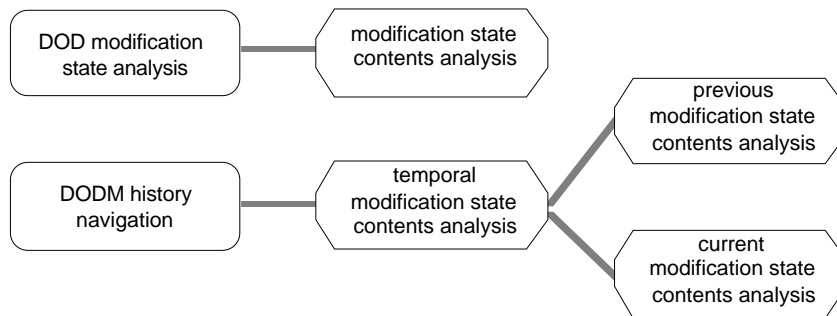 DOD modification
state analysis
modification state
contents analysis
previous
modification state
contents analysis
DODM history
navigation
temporal
modification state
contents analysis
current
modification state
contents analysis